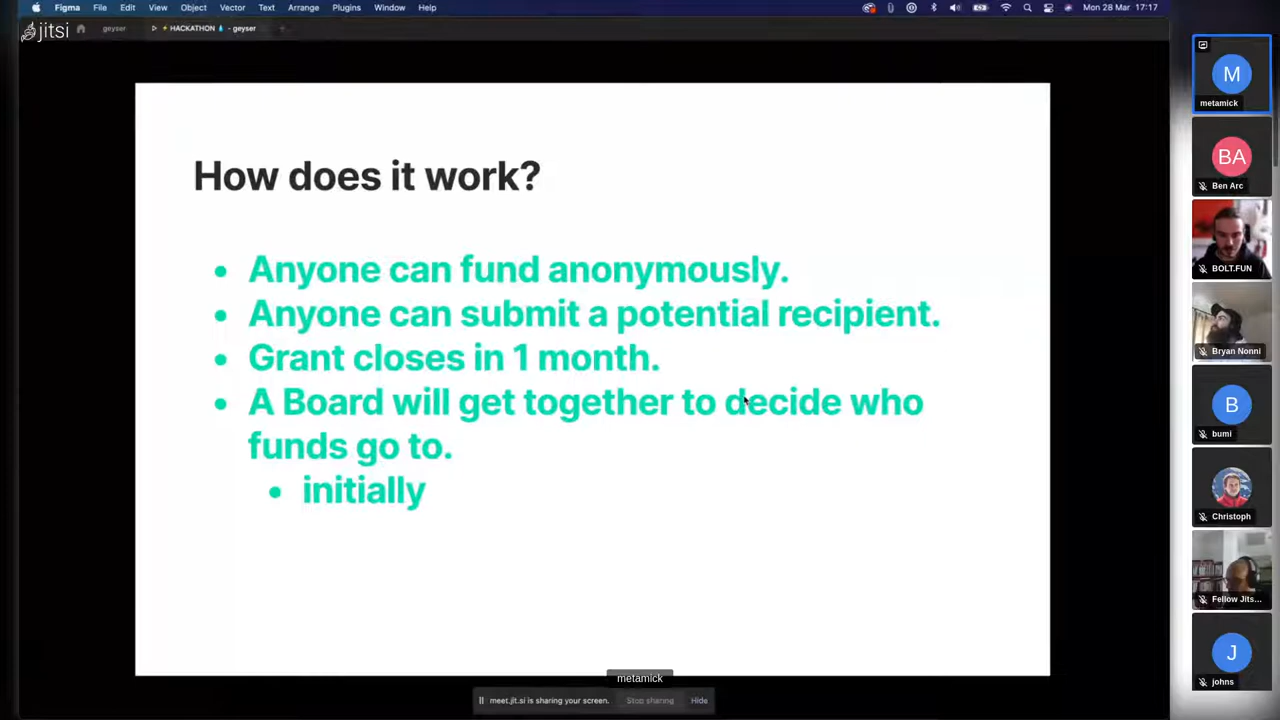 Figma File Edit View Object Vector Text Arrange Plugins Window Help Mon 28 Mar 17:17
jitsi geyser HACKATHON - geyser
How does it work?
• Anyone can fund anonymously.
• Anyone can submit a potential recipient.
• Grant closes in 1 month.
• A Board will get together to decide who
funds go to.
• initially
metamick
meet.jit.si is sharing your screen. Stop sharing Hide
M
metamick
BA
Ben Arc
BOLT.FUN
Bryan Nonni
B
bumi
Christoph
Fellow Jits...
J
johns